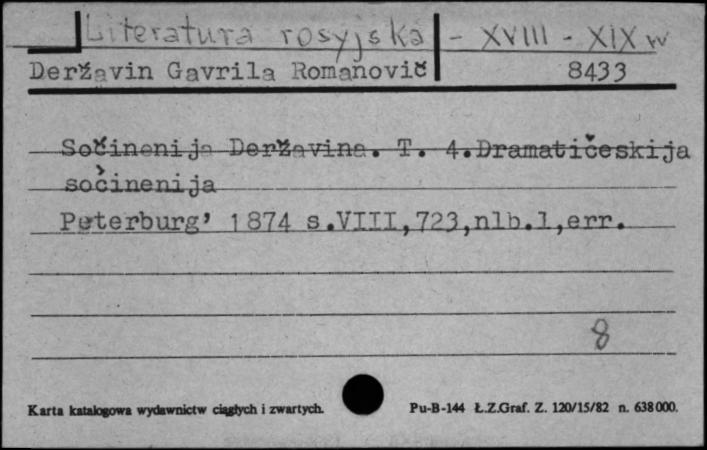 Literatura rosyjska - XVIII - XIX w
Deržavin Gavrila Romanovič 8433
Sočinenija Deržavina. T. 4.Dramatičeskija
sočinenija
Peterburg' 1874 s.VIII,723,nlb.1,err.
8
Karta katalogowa wydawnictw ciągłych i zwartych. Pu-B-144 Ł.Z.Graf. Z. 120/15/82 n. 638000.